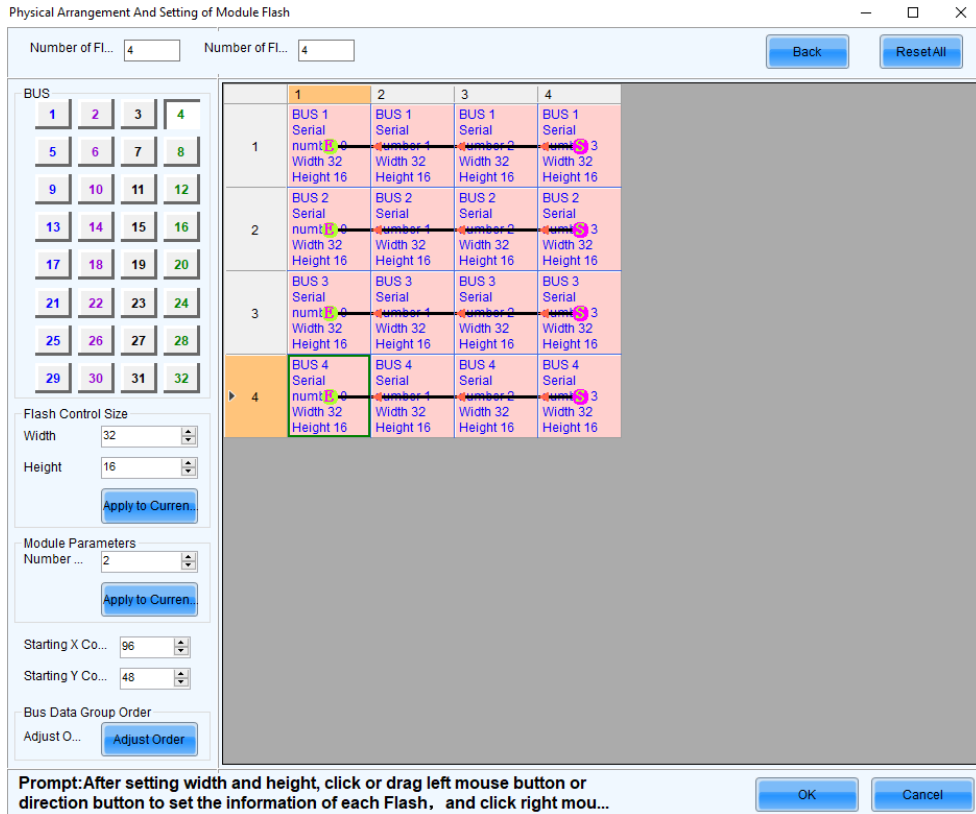 Physical Arrangement And Setting of Module Flash
Number of Fl... 4 Number of Fl... 4 Back Reset All
BUS
1 2 3 4
5 6 7 8
9 10 11 12
13 14 15 16
17 18 19 20
21 22 23 24
25 26 27 28
29 30 31 32
Flash Control Size
Width 32
Height 16
Apply to Curren...
Module Parameters
Number ... 2
Apply to Curren...
Starting X Co... 96
Starting Y Co... 48
Bus Data Group Order
Adjust O... Adjust Order
1 2 3 4
1
BUS 1 BUS 1 BUS 1 BUS 1
Serial Serial Serial Serial
number 0 number 1 number 2 number 3
E S
Width 32 Width 32 Width 32 Width 32
Height 16 Height 16 Height 16 Height 16
2
BUS 2 BUS 2 BUS 2 BUS 2
Serial Serial Serial Serial
number 0 number 1 number 2 number 3
E S
Width 32 Width 32 Width 32 Width 32
Height 16 Height 16 Height 16 Height 16
3
BUS 3 BUS 3 BUS 3 BUS 3
Serial Serial Serial Serial
number 0 number 1 number 2 number 3
E S
Width 32 Width 32 Width 32 Width 32
Height 16 Height 16 Height 16 Height 16
4
BUS 4 BUS 4 BUS 4 BUS 4
Serial Serial Serial Serial
number 0 number 1 number 2 number 3
E S
Width 32 Width 32 Width 32 Width 32
Height 16 Height 16 Height 16 Height 16
Prompt:After setting width and height, click or drag left mouse button or
direction button to set the information of each Flash, and click right mou...
OK Cancel